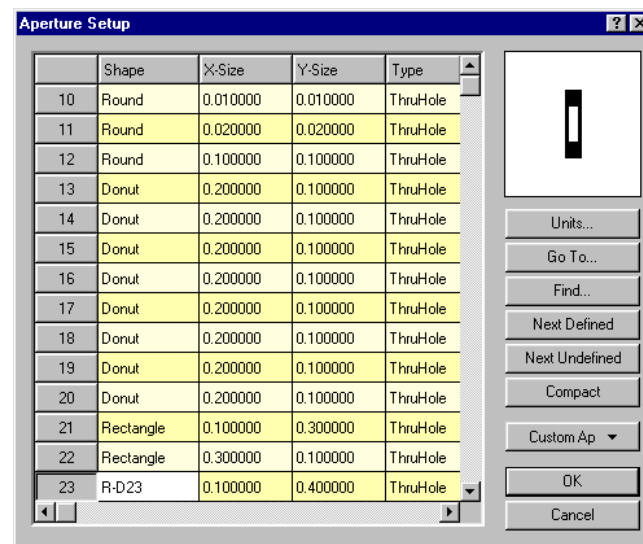 Aperture Setup
Shape X-Size Y-Size Type
10 Round 0.010000 0.010000 ThruHole
11 Round 0.020000 0.020000 ThruHole
12 Round 0.100000 0.100000 ThruHole
13 Donut 0.200000 0.100000 ThruHole
14 Donut 0.200000 0.100000 ThruHole
15 Donut 0.200000 0.100000 ThruHole
16 Donut 0.200000 0.100000 ThruHole
17 Donut 0.200000 0.100000 ThruHole
18 Donut 0.200000 0.100000 ThruHole
19 Donut 0.200000 0.100000 ThruHole
20 Donut 0.200000 0.100000 ThruHole
21 Rectangle 0.100000 0.300000 ThruHole
22 Rectangle 0.300000 0.100000 ThruHole
23 R-D23 0.100000 0.400000 ThruHole
Units...
Go To...
Find...
Next Defined
Next Undefined
Compact
Custom Ap
OK
Cancel